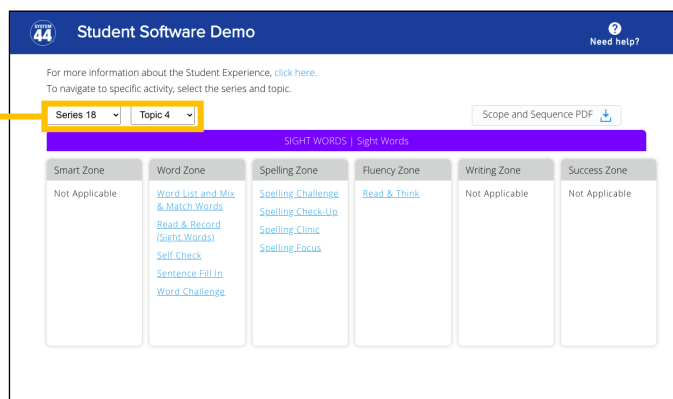 SYSTEM
44
Student Software Demo
?
Need help?
For more information about the Student Experience, click here.
To navigate to specific activity, select the series and topic.
Series 18
Topic 4
Scope and Sequence PDF
SIGHT WORDS | Sight Words
Smart Zone
Not Applicable
Word Zone
Word List and Mix
& Match Words
Read & Record
(Sight Words)
Self Check
Sentence Fill In
Word Challenge
Spelling Zone
Spelling Challenge
Spelling Check-Up
Spelling Clinic
Spelling Focus
Fluency Zone
Read & Think
Writing Zone
Not Applicable
Success Zone
Not Applicable